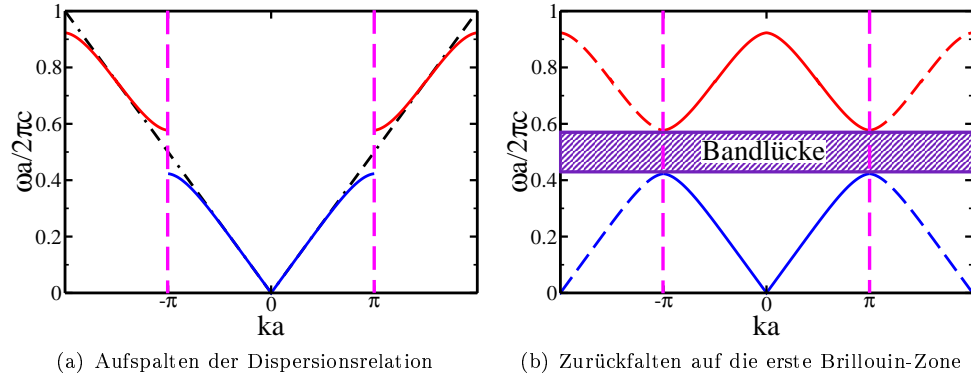 1
0.8
0.6
0.4
0.2
0
ωa/2πc
-π
0
π
ka
(a) Aufspalten der Dispersionsrelation
1
0.8
0.6
0.4
0.2
0
ωa/2πc
Bandlücke
-π
0
π
ka
(b) Zurückfalten auf die erste Brillouin-Zone